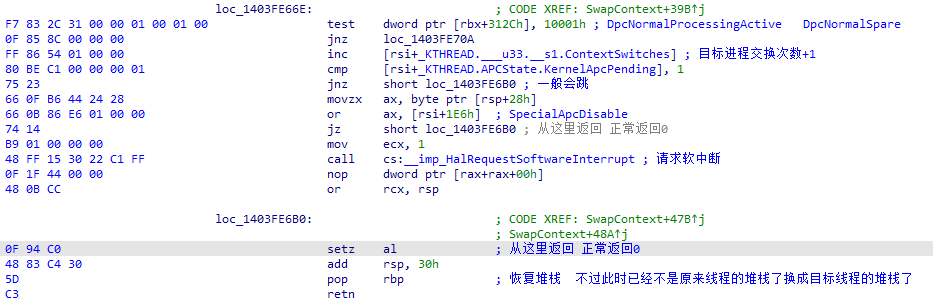 loc_1403FE66E: ; CODE XREF: SwapContext+39B↑j
F7 83 2C 31 00 00 01 00 01 00 test dword ptr [rbx+312Ch], 10001h ; DpcNormalProcessingActive DpcNormalSpare
0F 85 8C 00 00 00 jnz loc_1403FE70A
FF 86 54 01 00 00 inc [rsi+_KTHREAD.___u33.__s1.ContextSwitches] ; 目标进程交换次数+1
80 BE C1 00 00 00 01 cmp [rsi+_KTHREAD.APCState.KernelApcPending], 1
75 23 jnz short loc_1403FE6B0 ; 一般会跳
66 0F B6 44 24 28 movzx ax, byte ptr [rsp+28h]
66 0B 86 E6 01 00 00 or ax, [rsi+1E6h] ; SpecialApcDisable
74 14 jz short loc_1403FE6B0 ; 从这里返回 正常返回0
B9 01 00 00 00 mov ecx, 1
48 FF 15 30 22 C1 FF call cs:__imp_HalRequestSoftwareInterrupt ; 请求软中断
0F 1F 44 00 00 nop dword ptr [rax+rax+00h]
48 0B CC or rcx, rsp
loc_1403FE6B0: ; CODE XREF: SwapContext+47B↑j
; SwapContext+48A↑j
0F 94 C0 setz al ; 从这里返回 正常返回0
48 83 C4 30 add rsp, 30h
5D pop rbp ; 恢复堆栈 不过此时已经不是原来线程的堆栈了换成目标线程的堆栈了
C3 retn